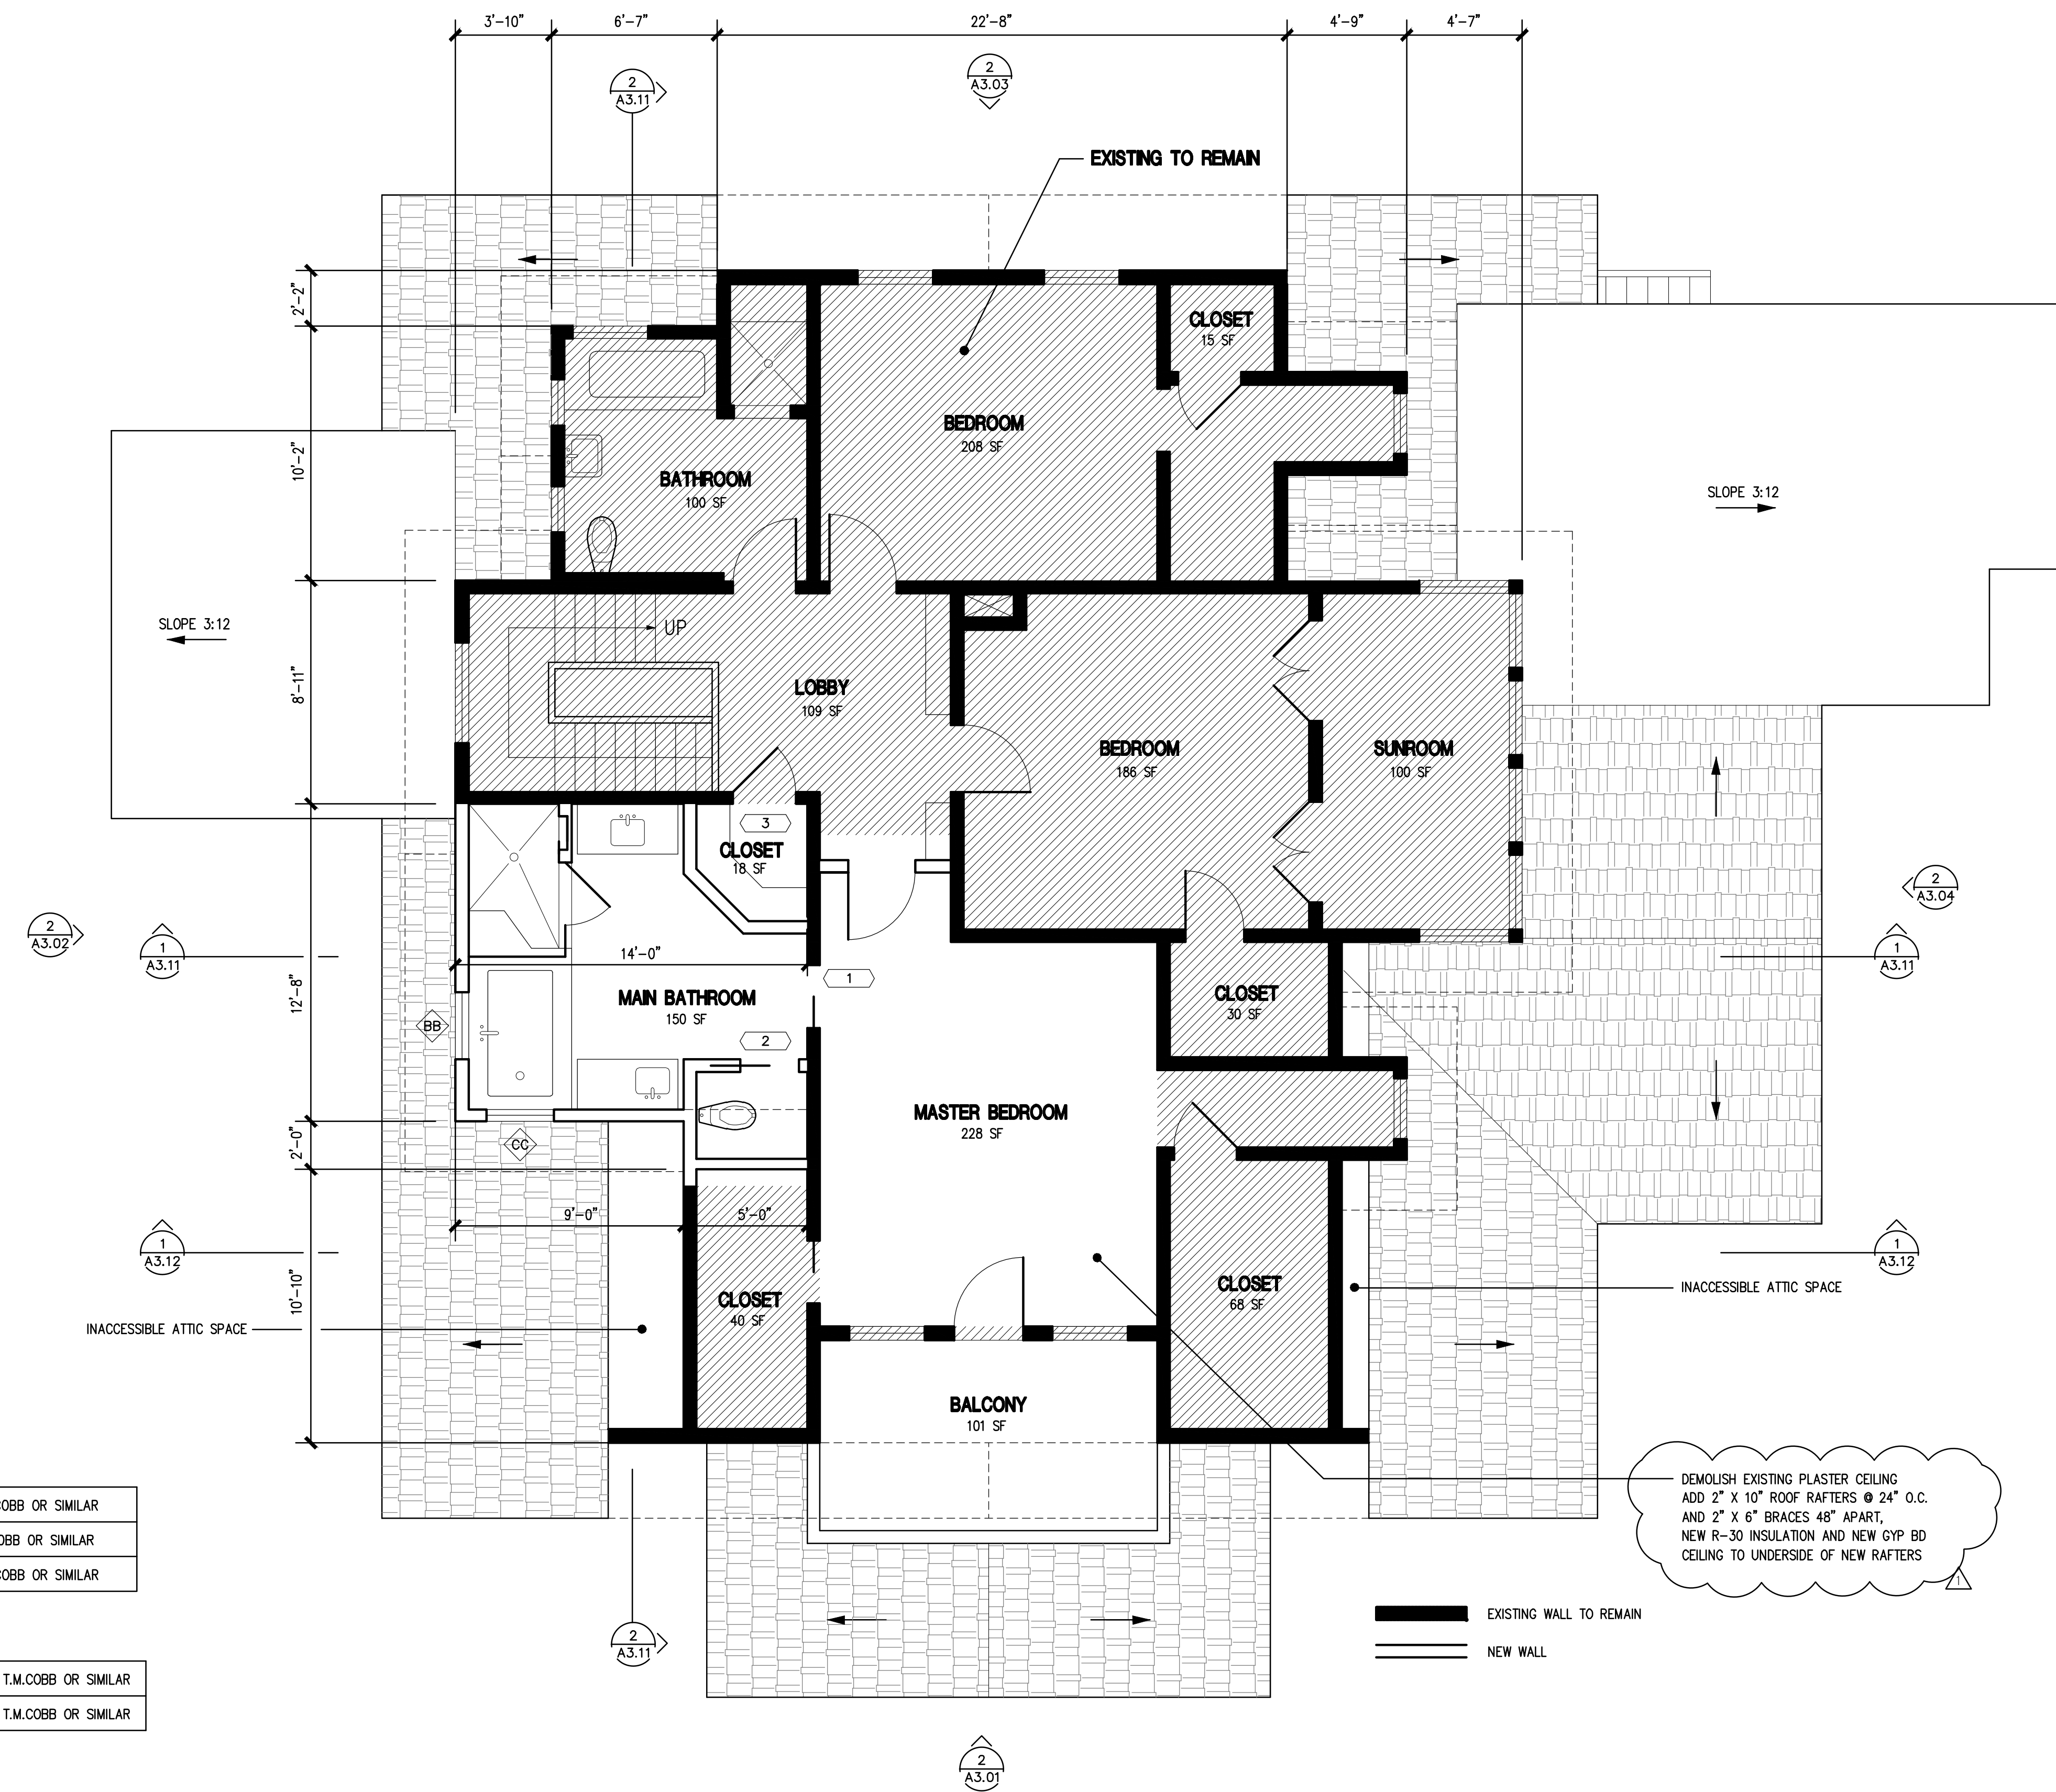 3'-10"
6'-7"
22'-8"
4'-9"
4'-7"
2
A3.11
2
A3.03
EXISTING TO REMAIN
2'-2"
CLOSET
15 SF
BEDROOM
208 SF
10'-2"
BATHROOM
100 SF
SLOPE 3:12
SLOPE 3:12
UP
8'-11"
LOBBY
109 SF
BEDROOM
186 SF
SUNROOM
100 SF
3
CLOSET
18 SF
2
A3.02
1
A3.11
2
A3.04
1
A3.11
14'-0"
1
12'-8"
MAIN BATHROOM
150 SF
CLOSET
30 SF
BB
2
MASTER BEDROOM
228 SF
CC
2'-0"
9'-0"
5'-0"
1
A3.12
1
A3.12
10'-10"
CLOSET
40 SF
CLOSET
68 SF
INACCESSIBLE ATTIC SPACE
INACCESSIBLE ATTIC SPACE
BALCONY
101 SF
DEMOLISH EXISTING PLASTER CEILING
ADD 2" X 10" ROOF RAFTERS @ 24" O.C.
AND 2" X 6" BRACES 48" APART,
NEW R-30 INSULATION AND NEW GYP BD
CEILING TO UNDERSIDE OF NEW RAFTERS
1
OR SIMILAR
OR SIMILAR
OR SIMILAR
EXISTING WALL TO REMAIN
NEW WALL
2
A3.11
T.M.COBB OR SIMILAR
T.M.COBB OR SIMILAR
2
A3.01